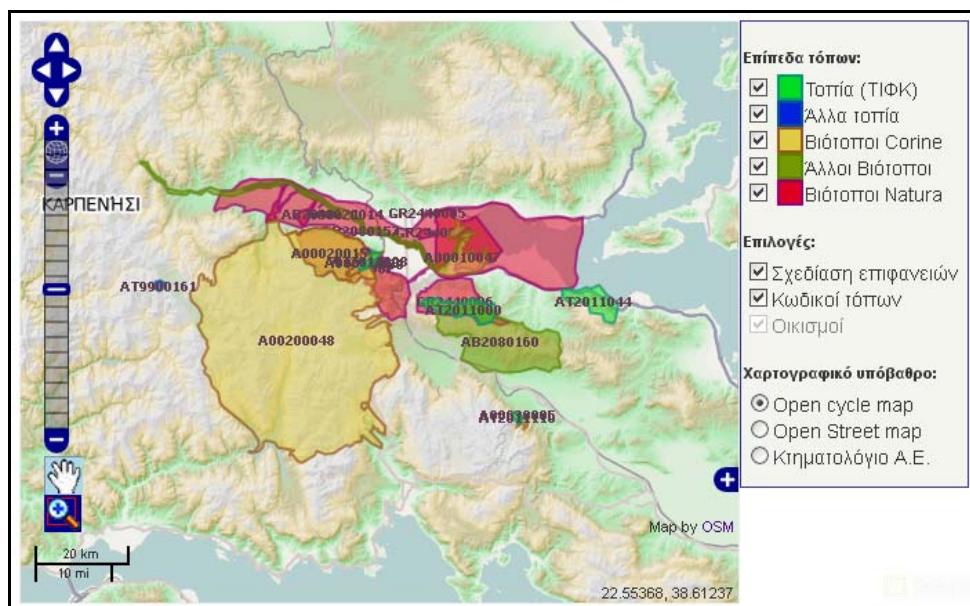 ΚΑΡΠΕΝΉΣΙ
GR2440005
A00020015
A00010047
AT9900161
AT2011044
AT2011000
A00200048
AB2080160
20 km
10 mi
Map by OSM
22.55368, 38.61237
Επίπεδα τόπων:
Τοπία (ΤΙΦΚ)
Άλλα τοπία
Βιότοποι Corine
Άλλοι Βιότοποι
Βιότοποι Natura
Επιλογές:
Σχεδίαση επιφανειών
Κωδικοί τόπων
Οικισμοί
Χαρτογραφικό υπόβαθρο:
Open cycle map
Open Street map
Κτηματολόγιο Α.Ε.